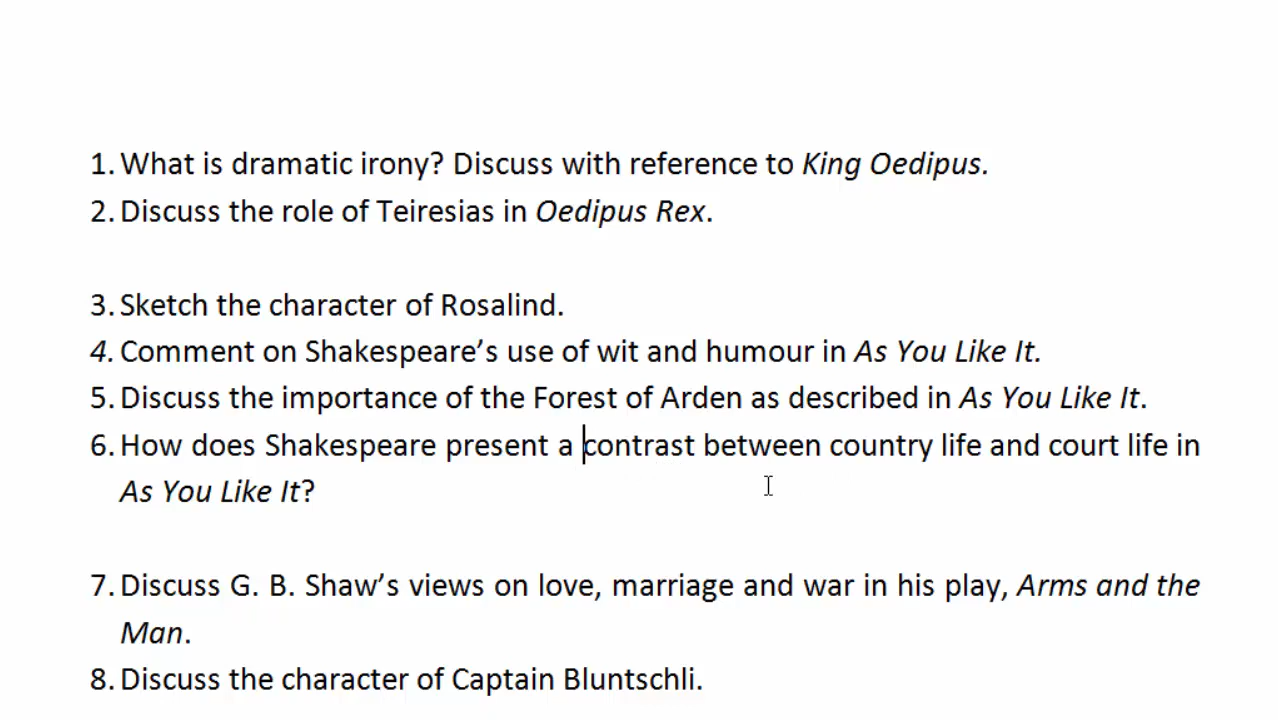 1. What is dramatic irony? Discuss with reference to King Oedipus.
2. Discuss the role of Teiresias in Oedipus Rex.
3. Sketch the character of Rosalind.
4. Comment on Shakespeare’s use of wit and humour in As You Like It.
5. Discuss the importance of the Forest of Arden as described in As You Like It.
6. How does Shakespeare present a contrast between country life and court life in
As You Like It?
7. Discuss G. B. Shaw’s views on love, marriage and war in his play, Arms and the
Man.
8. Discuss the character of Captain Bluntschli.